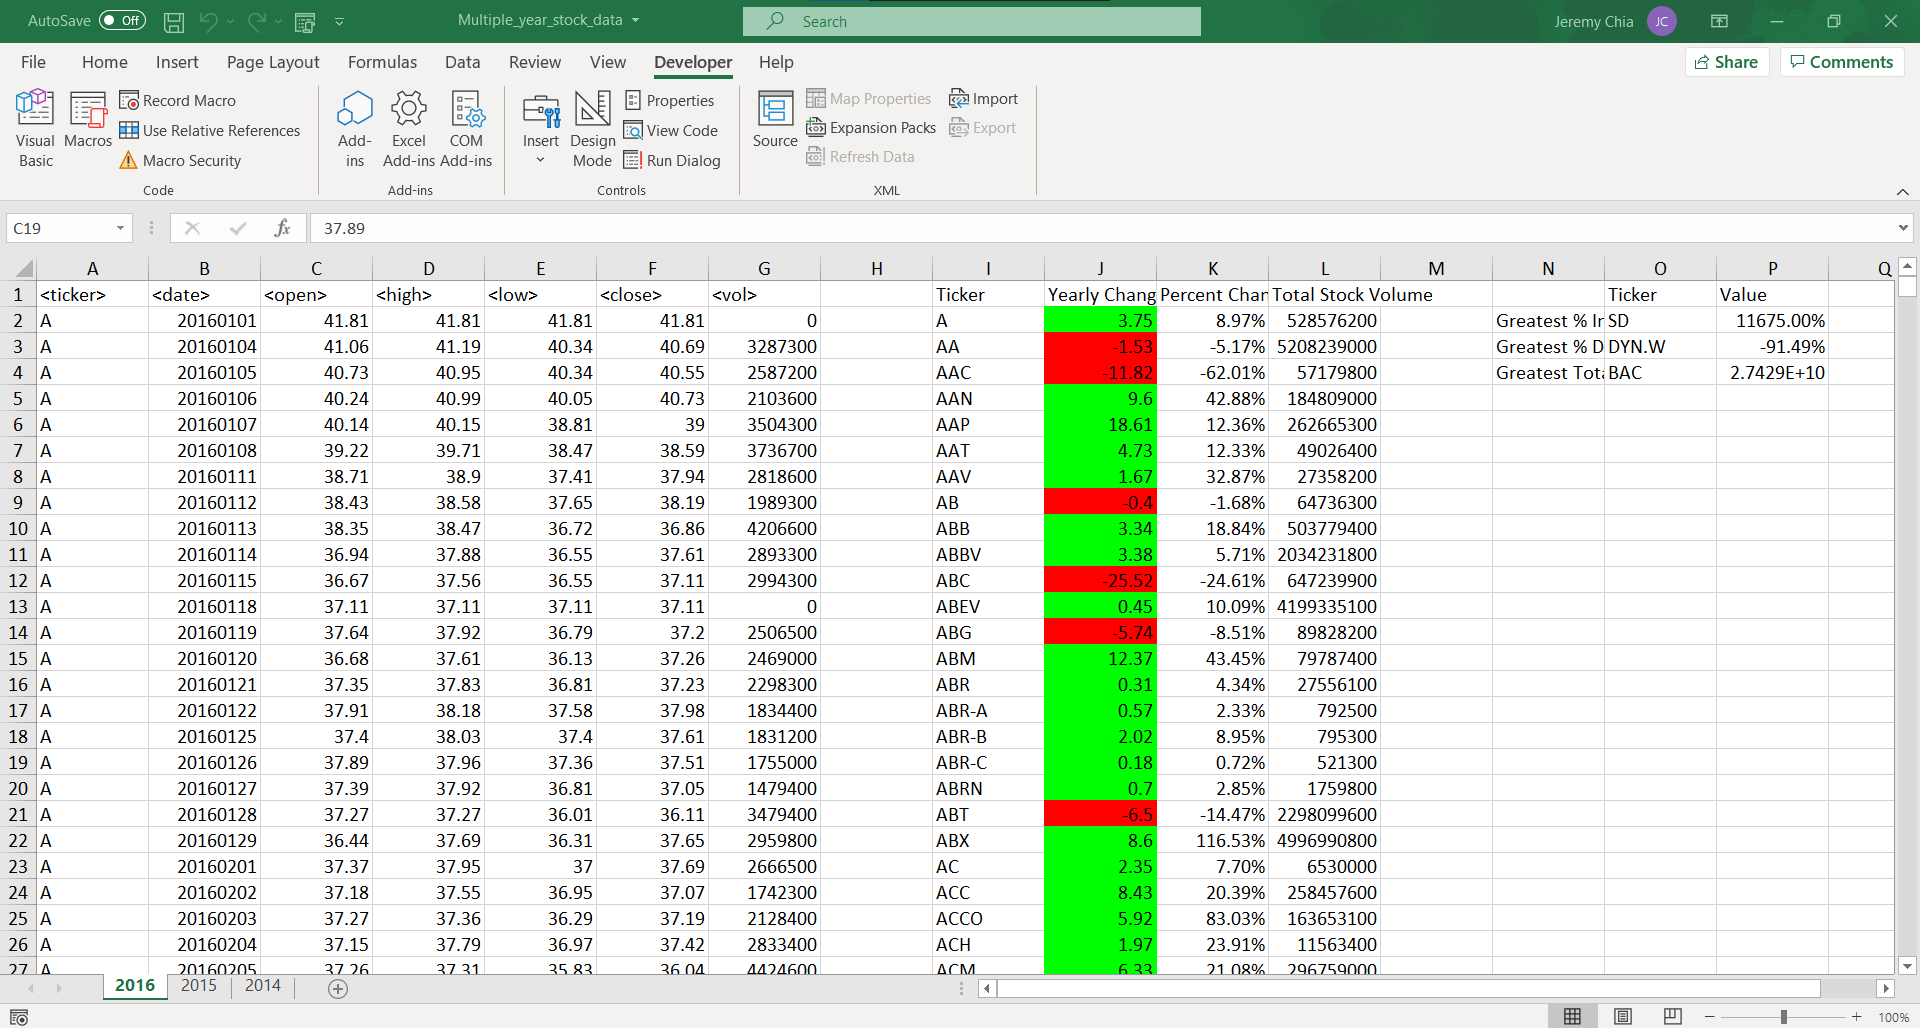 AutoSave Off Multiple_year_stock_data Search Jeremy Chia JC
File Home Insert Page Layout Formulas Data Review View Developer Help Share Comments
Visual Basic
Macros
Record Macro
Use Relative References
Macro Security
Code
Add-ins
Excel Add-ins
COM Add-ins
Add-ins
Insert
Design Mode
Properties
View Code
Run Dialog
Controls
Source
Map Properties
Expansion Packs
Refresh Data
Import
Export
XML
C19 fx 37.89
A B C D E F G H I J K L M N O P Q
1 <ticker> <date> <open> <high> <low> <close> <vol> Ticker Yearly Chang Percent Chan Total Stock Volume Ticker Value
2 A 20160101 41.81 41.81 41.81 41.81 0 A 3.75 8.97% 528576200 Greatest % In SD 11675.00%
3 A 20160104 41.06 41.19 40.34 40.69 3287300 AA -1.53 -5.17% 5208239000 Greatest % D DYN.W -91.49%
4 A 20160105 40.73 40.95 40.34 40.55 2587200 AAC -11.82 -62.01% 57179800 Greatest Tota BAC 2.7429E+10
5 A 20160106 40.24 40.99 40.05 40.73 2103600 AAN 9.6 42.88% 184809000
6 A 20160107 40.14 40.15 38.81 39 3504300 AAP 18.61 12.36% 262665300
7 A 20160108 39.22 39.71 38.47 38.59 3736700 AAT 4.73 12.33% 49026400
8 A 20160111 38.71 38.9 37.41 37.94 2818600 AAV 1.67 32.87% 27358200
9 A 20160112 38.43 38.58 37.65 38.19 1989300 AB -0.4 -1.68% 64736300
10 A 20160113 38.35 38.47 36.72 36.86 4206600 ABB 3.34 18.84% 503779400
11 A 20160114 36.94 37.88 36.55 37.61 2893300 ABBV 3.38 5.71% 2034231800
12 A 20160115 36.67 37.56 36.55 37.11 2994300 ABC -25.52 -24.61% 647239900
13 A 20160118 37.11 37.11 37.11 37.11 0 ABEV 0.45 10.09% 4199335100
14 A 20160119 37.64 37.92 36.79 37.2 2506500 ABG -5.74 -8.51% 89828200
15 A 20160120 36.68 37.61 36.13 37.26 2469000 ABM 12.37 43.45% 79787400
16 A 20160121 37.35 37.83 36.81 37.23 2298300 ABR 0.31 4.34% 27556100
17 A 20160122 37.91 38.18 37.58 37.98 1834400 ABR-A 0.57 2.33% 792500
18 A 20160125 37.4 38.03 37.4 37.61 1831200 ABR-B 2.02 8.95% 795300
19 A 20160126 37.89 37.96 37.36 37.51 1755000 ABR-C 0.18 0.72% 521300
20 A 20160127 37.39 37.92 36.81 37.05 1479400 ABRN 0.7 2.85% 1759800
21 A 20160128 37.27 37.27 36.01 36.11 3479400 ABT -6.5 -14.47% 2298099600
22 A 20160129 36.44 37.69 36.31 37.65 2959800 ABX 8.6 116.53% 4996990800
23 A 20160201 37.37 37.95 37 37.69 2666500 AC 2.35 7.70% 6530000
24 A 20160202 37.18 37.55 36.95 37.07 1742300 ACC 8.43 20.39% 258457600
25 A 20160203 37.27 37.36 36.29 37.19 2128400 ACCO 5.92 83.03% 163653100
26 A 20160204 37.15 37.79 36.97 37.42 2833400 ACH 1.97 23.91% 11563400
27 A 20160205 37.26 37.31 35.83 36.04 4424600 ACM 6.33 21.08% 296759000
2016 2015 2014
100%